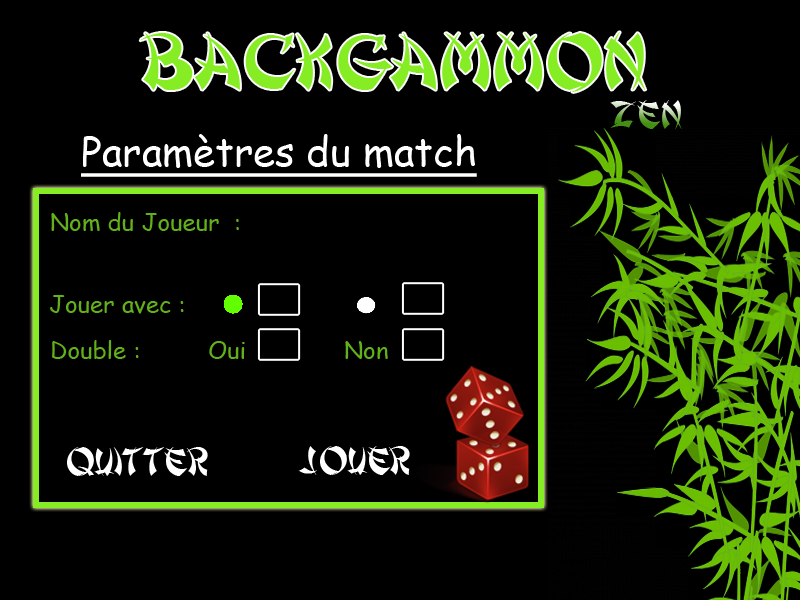 BACKGAMMON
ZEN
Paramètres du match
Nom du Joueur :
Jouer avec :
Double : Oui Non
QUITTER JOUER